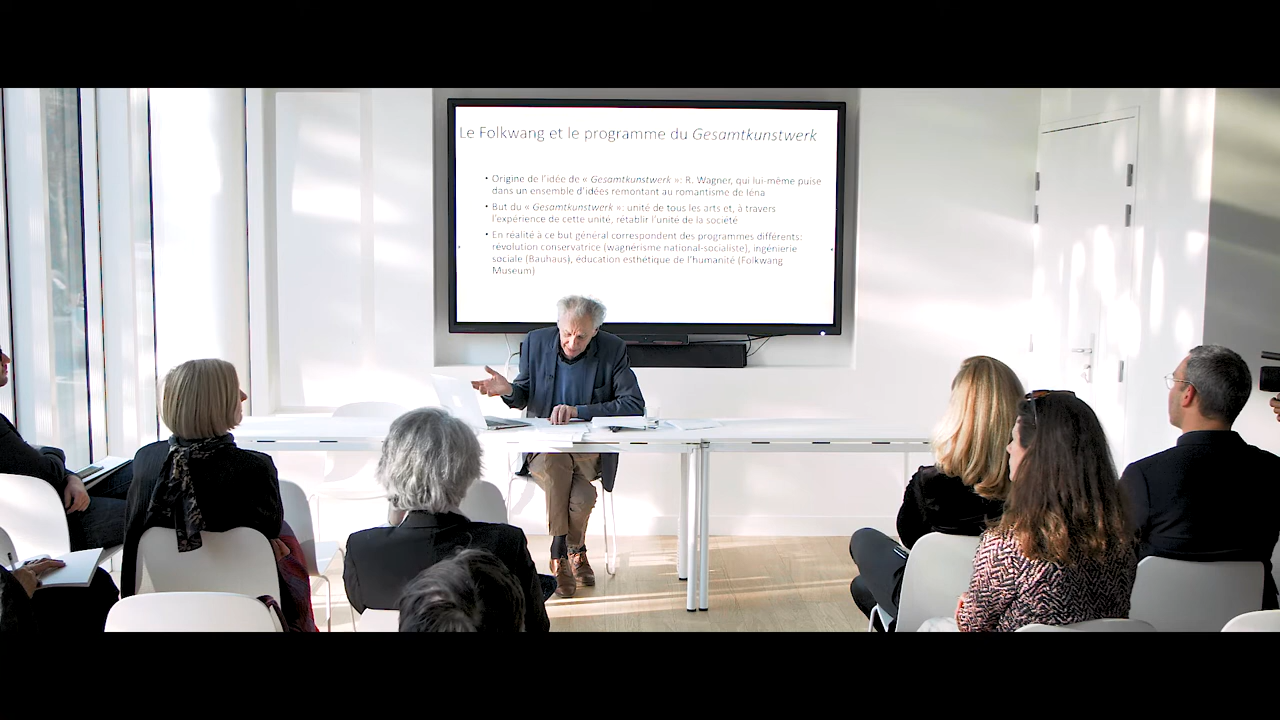 Le Folkwang et le programme du Gesamtkunstwerk
• Origine de l'idée de « Gesamtkunstwerk »: R. Wagner, qui lui-même puise
dans un ensemble d'idées remontant au romantisme de Iéna
• But du « Gesamtkunstwerk »: unité de tous les arts et, à travers
l'expérience de cette unité, rétablir l'unité de la société
• En réalité à ce but général correspondent des programmes différents:
révolution conservatrice (wagnérisme national-socialiste), ingénierie
sociale (Bauhaus), éducation esthétique de l'humanité (Folkwang
Museum)